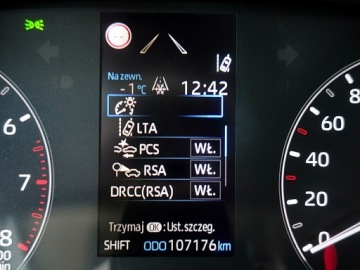 Na zewn.
-1°C 12:42
LTA
PCS WŁ.
RSA WŁ.
DRCC(RSA) WŁ.
Trzymaj OK :Ust.szczeg.
SHIFT ODO 107176 km
6
7
8
80
60
40
20
0